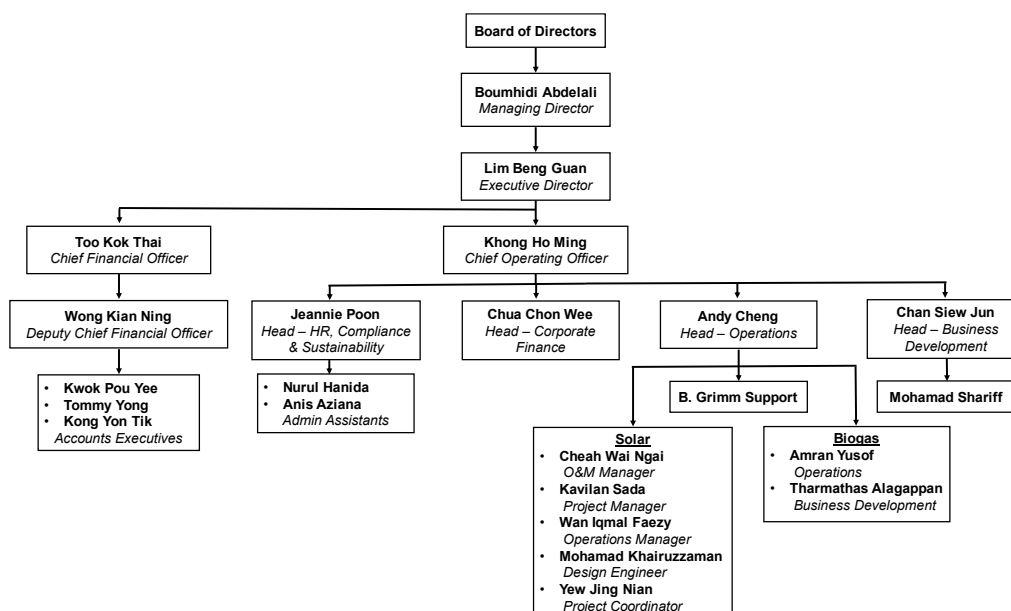 Board of Directors
Boumhidi Abdelali
Managing Director
Lim Beng Guan
Executive Director
Too Kok Thai
Chief Financial Officer
Khong Ho Ming
Chief Operating Officer
Wong Kian Ning
Deputy Chief Financial Officer
Jeannie Poon
Head – HR, Compliance
& Sustainability
Chua Chon Wee
Head – Corporate
Finance
Andy Cheng
Head – Operations
Chan Siew Jun
Head – Business
Development
• Kwok Pou Yee
• Tommy Yong
• Kong Yon Tik
Accounts Executives
• Nurul Hanida
• Anis Aziana
Admin Assistants
B. Grimm Support
Mohamad Shariff
Solar
• Cheah Wai Ngai
O&M Manager
• Kavilan Sada
Project Manager
• Wan Iqmal Faezy
Operations Manager
• Mohamad Khairuzzaman
Design Engineer
• Yew Jing Nian
Project Coordinator
Biogas
• Amran Yusof
Operations
• Tharmathas Alagappan
Business Development